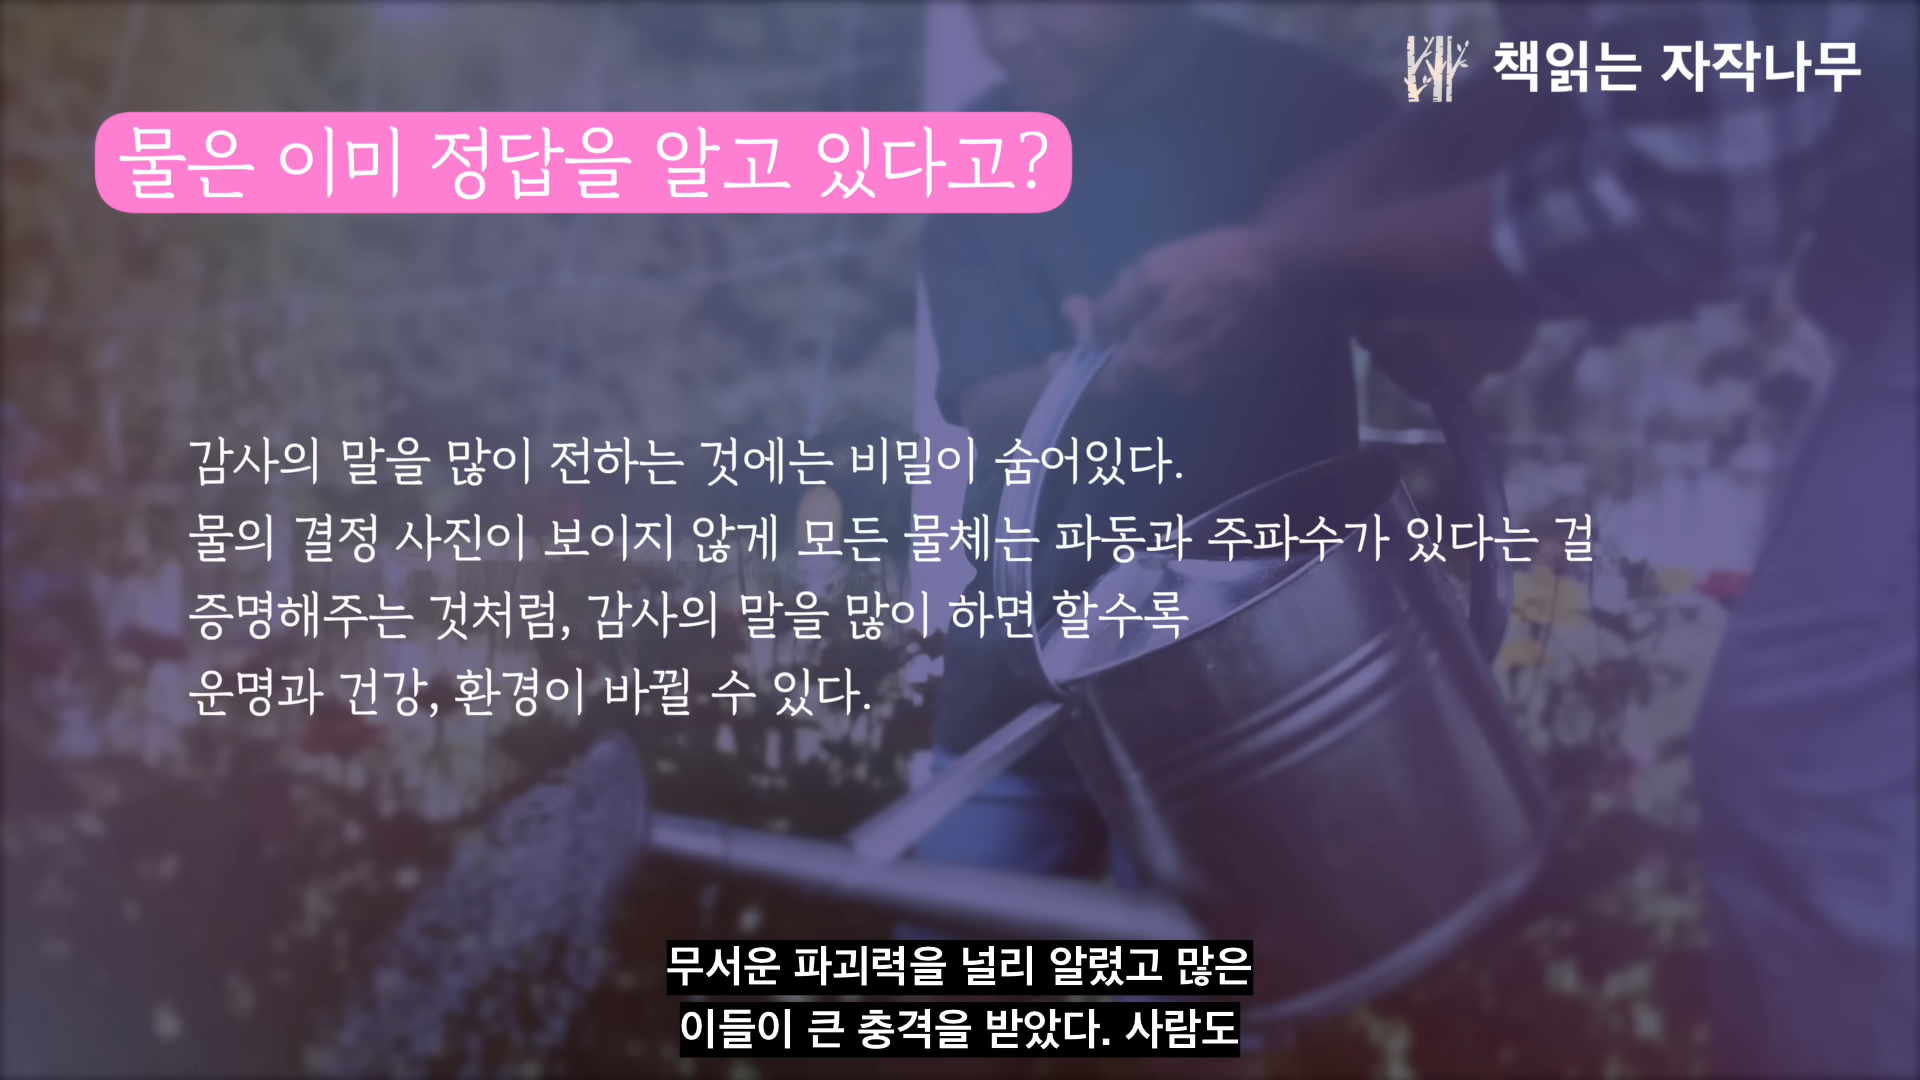 책읽는 자작나무
물은 이미 정답을 알고 있다고?
감사의 말을 많이 전하는 것에는 비밀이 숨어있다.
물의 결정 사진이 보이지 않게 모든 물체는 파동과 주파수가 있다는 걸
증명해주는 것처럼, 감사의 말을 많이 하면 할수록
운명과 건강, 환경이 바뀔 수 있다.
무서운 파괴력을 널리 알렸고 많은
이들이 큰 충격을 받았다. 사람도